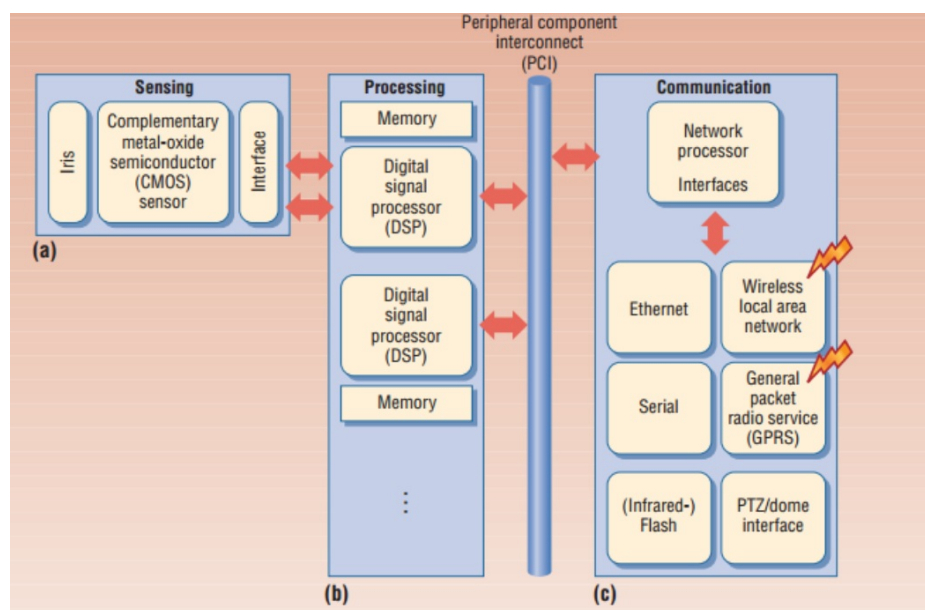 Peripheral component
interconnect
(PCI)
Sensing
Iris
Complementary
metal-oxide
semiconductor
(CMOS)
sensor
Interface
(a)
Processing
Memory
Digital
signal
processor
(DSP)
Digital
signal
processor
(DSP)
Memory
⋮
(b)
Communication
Network
processor
Interfaces
Ethernet
Wireless
local area
network
Serial
General
packet
radio service
(GPRS)
(Infrared-)
Flash
PTZ/dome
interface
(c)